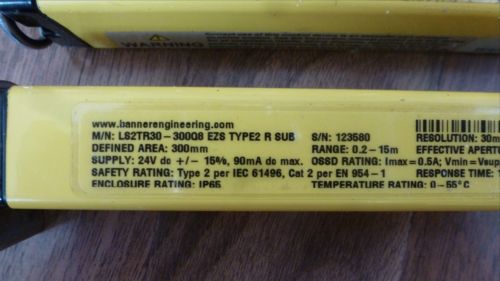 WARNING
www.bannerengineering.com
M/N: LS2TR30-300Q8 EZS TYPE2 R SUB S/N: 123580 RESOLUTION: 30m
DEFINED AREA: 300mm RANGE: 0.2-15m EFFECTIVE APERTU
SUPPLY: 24V dc +/- 15%, 90mA dc max. OSSD RATING: Imax=0.5A; Vmin=Vsup
SAFETY RATING: Type 2 per IEC 61496, Cat 2 per EN 954-1 RESPONSE TIME: 1
ENCLOSURE RATING: IP65 TEMPERATURE RATING: 0-55°C